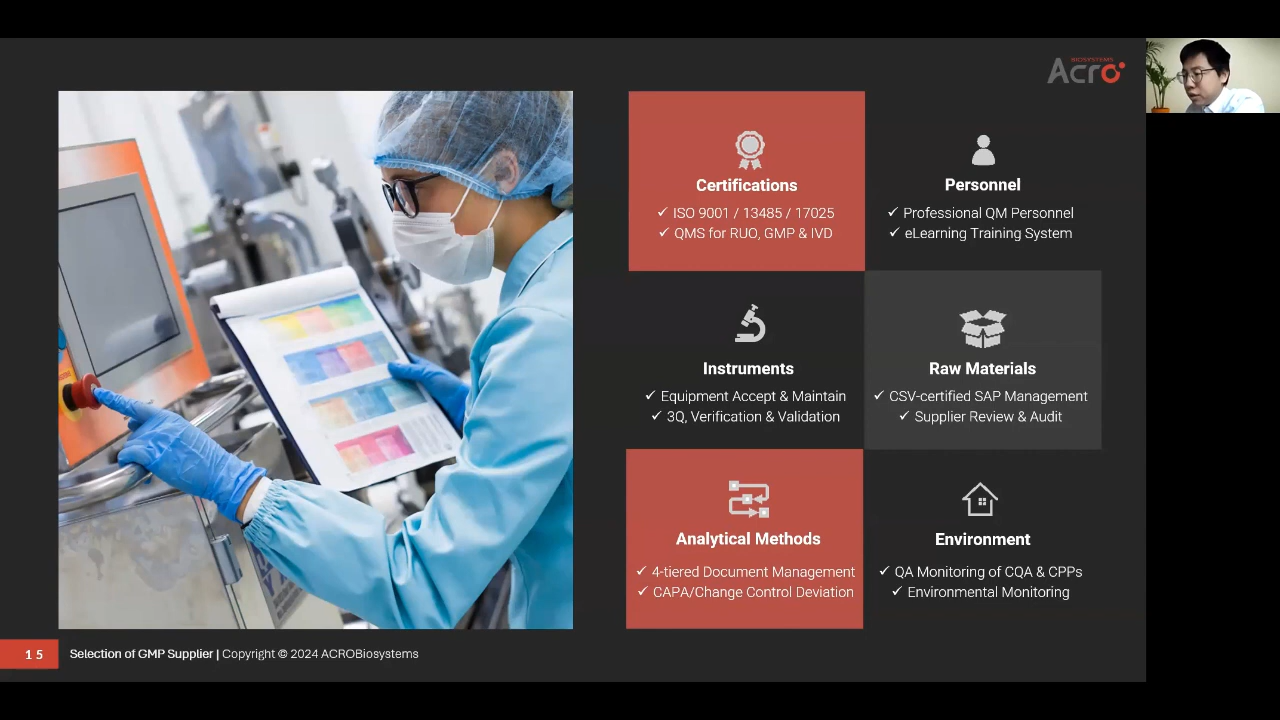 BIOSYSTEMS
Acro
Certifications
✓ ISO 9001 / 13485 / 17025
✓ QMS for RUO, GMP & IVD
Personnel
✓ Professional QM Personnel
✓ eLearning Training System
Instruments
✓ Equipment Accept & Maintain
✓ 3Q, Verification & Validation
Raw Materials
✓ CSV-certified SAP Management
✓ Supplier Review & Audit
Analytical Methods
✓ 4-tiered Document Management
✓ CAPA/Change Control Deviation
Environment
✓ QA Monitoring of CQA & CPPs
✓ Environmental Monitoring
15 Selection of GMP Supplier | Copyright © 2024 ACROBiosystems